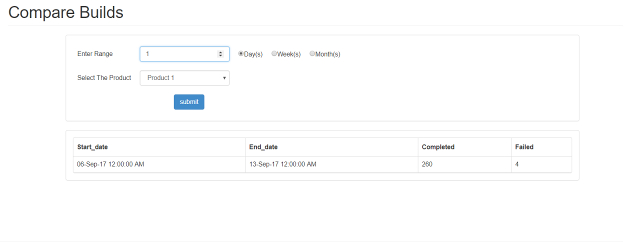 Compare Builds
Enter Range 1 Day(s) Week(s) Month(s)
Select The Product Product 1
submit
Start_date End_date Completed Failed
06-Sep-17 12:00:00 AM 13-Sep-17 12:00:00 AM 260 4